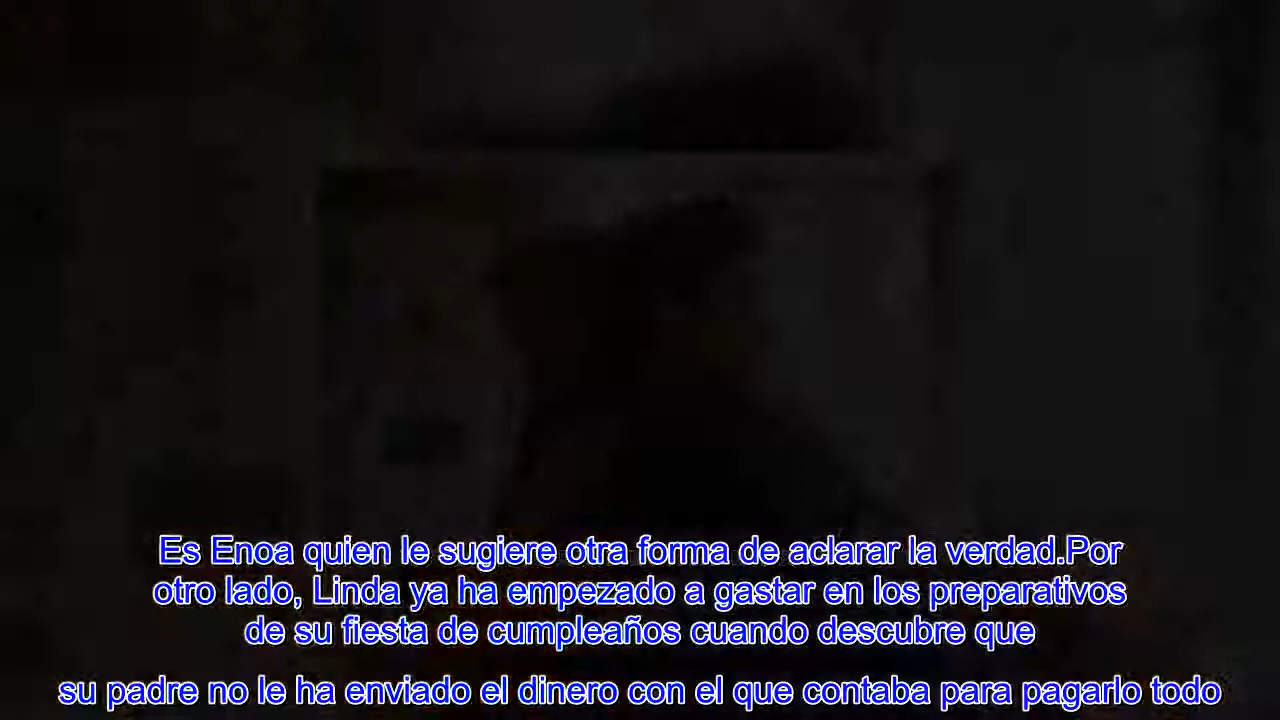 Es Enoa quien le sugiere otra forma de aclarar la verdad.Por
otro lado, Linda ya ha empezado a gastar en los preparativos
de su fiesta de cumpleaños cuando descubre que
su padre no le ha enviado el dinero con el que contaba para pagarlo todo